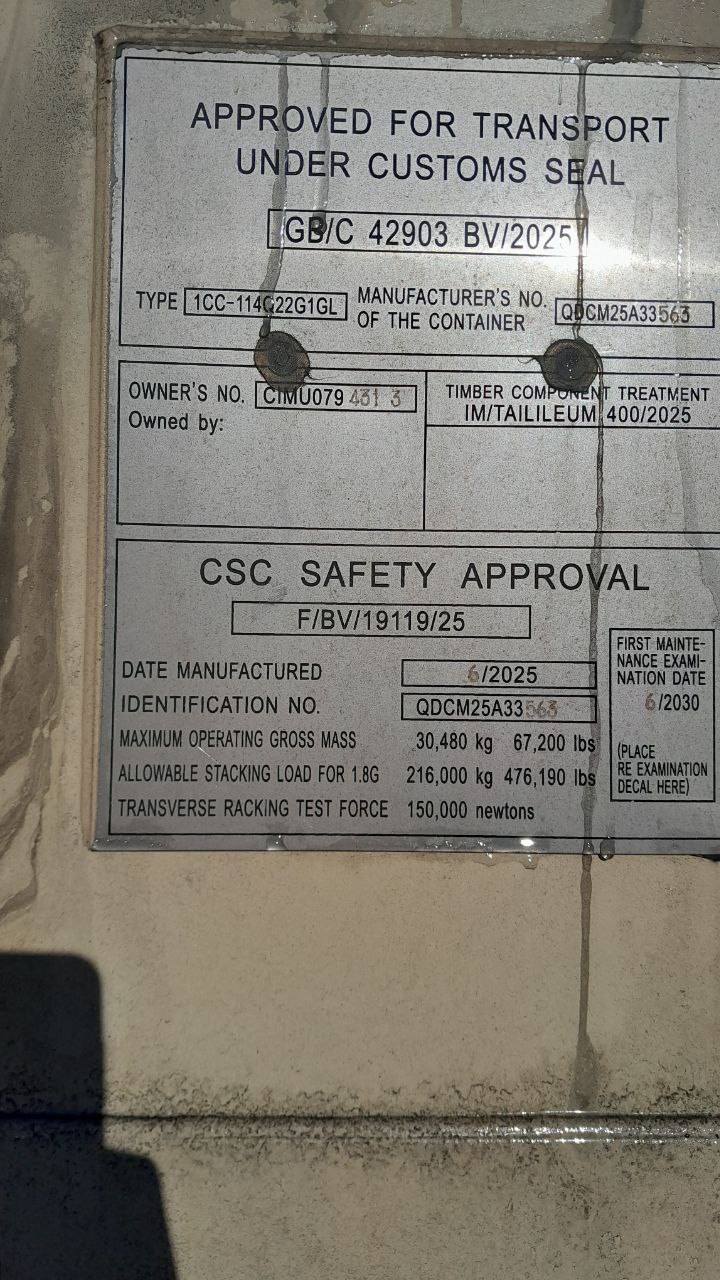 APPROVED FOR TRANSPORT
UNDER CUSTOMS SEAL
GB/C 42903 BV/2025
TYPE 1CC-114G22G1GL
MANUFACTURER'S NO.
OF THE CONTAINER QDCM25A33563
OWNER'S NO. CIMU079 431 3
Owned by:
TIMBER COMPONENT TREATMENT
IM/TAILILEUM 400/2025
CSC SAFETY APPROVAL
F/BV/19119/25
DATE MANUFACTURED 6/2025
IDENTIFICATION NO. QDCM25A33563
MAXIMUM OPERATING GROSS MASS 30,480 kg 67,200 lbs
ALLOWABLE STACKING LOAD FOR 1.8G 216,000 kg 476,190 lbs
TRANSVERSE RACKING TEST FORCE 150,000 newtons
FIRST MAINTE-
NANCE EXAMI-
NATION DATE
6/2030
(PLACE
RE EXAMINATION
DECAL HERE)